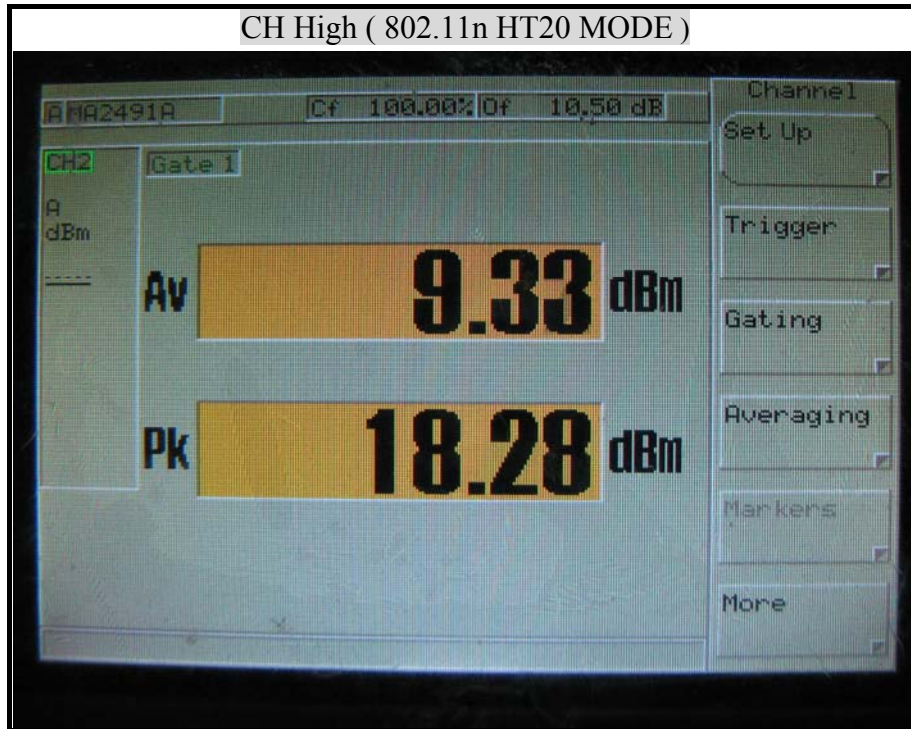 CH High ( 802.11n HT20 MODE )
Channel
A MA2491A Cf 100.00% Of 10.50 dB
Set Up
CH2 Gate 1
A
dBm
-----
Trigger
Av 9.33 dBm
Gating
Averaging
Pk 18.28 dBm
Markers
More